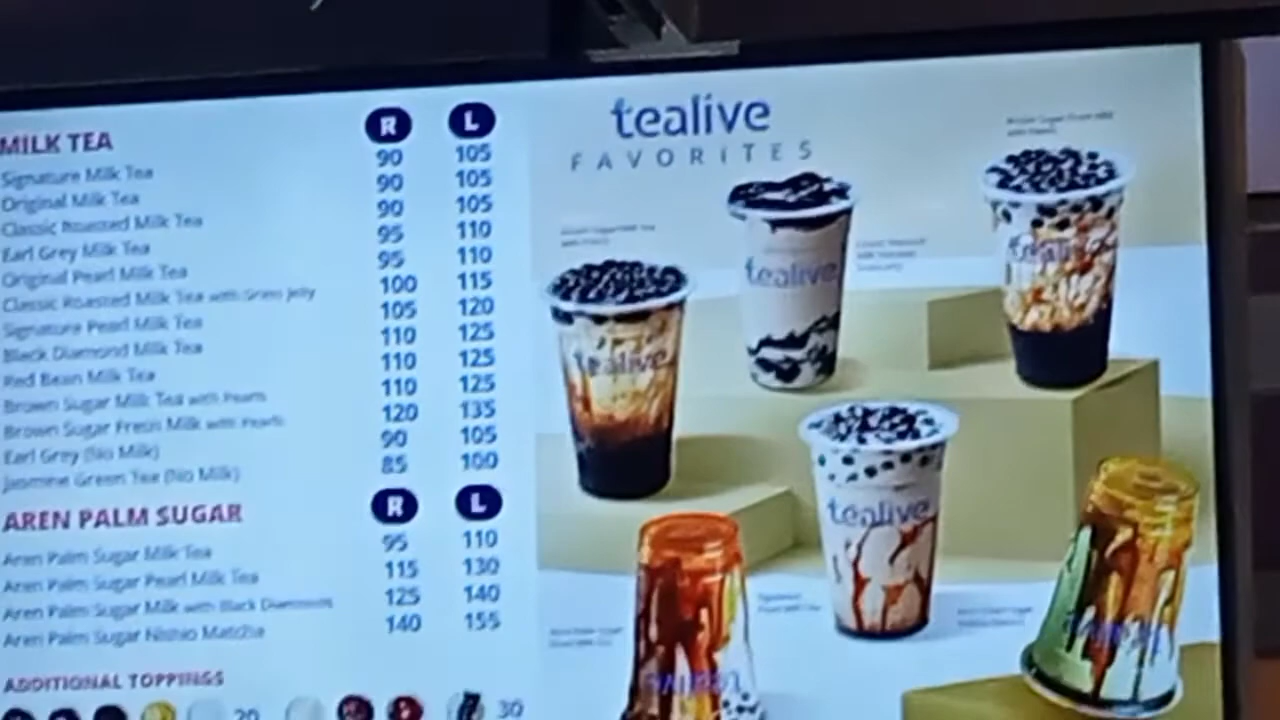 MILK TEA R L
Signature Milk Tea 90 105
Original Milk Tea 90 105
Classic Roasted Milk Tea 90 105
Earl Grey Milk Tea 95 110
Original Pearl Milk Tea 95 110
Classic Roasted Milk Tea with Grass Jelly 100 115
Signature Pearl Milk Tea 105 120
Black Diamond Milk Tea 110 125
Red Bean Milk Tea 110 125
Brown Sugar Milk Tea with Pearls 110 125
Brown Sugar Fresh Milk with Pearls 120 135
Earl Grey (No Milk) 90 105
Jasmine Green Tea (No Milk) 85 100
AREN PALM SUGAR R L
Aren Palm Sugar Milk Tea 95 110
Aren Palm Sugar Pearl Milk Tea 115 130
Aren Palm Sugar Milk with Black Diamonds 125 140
Aren Palm Sugar Nishio Matcha 140 155
ADDITIONAL TOPPINGS
20 30
tealive
FAVORITES
tealive
tealive
tealive
tealive